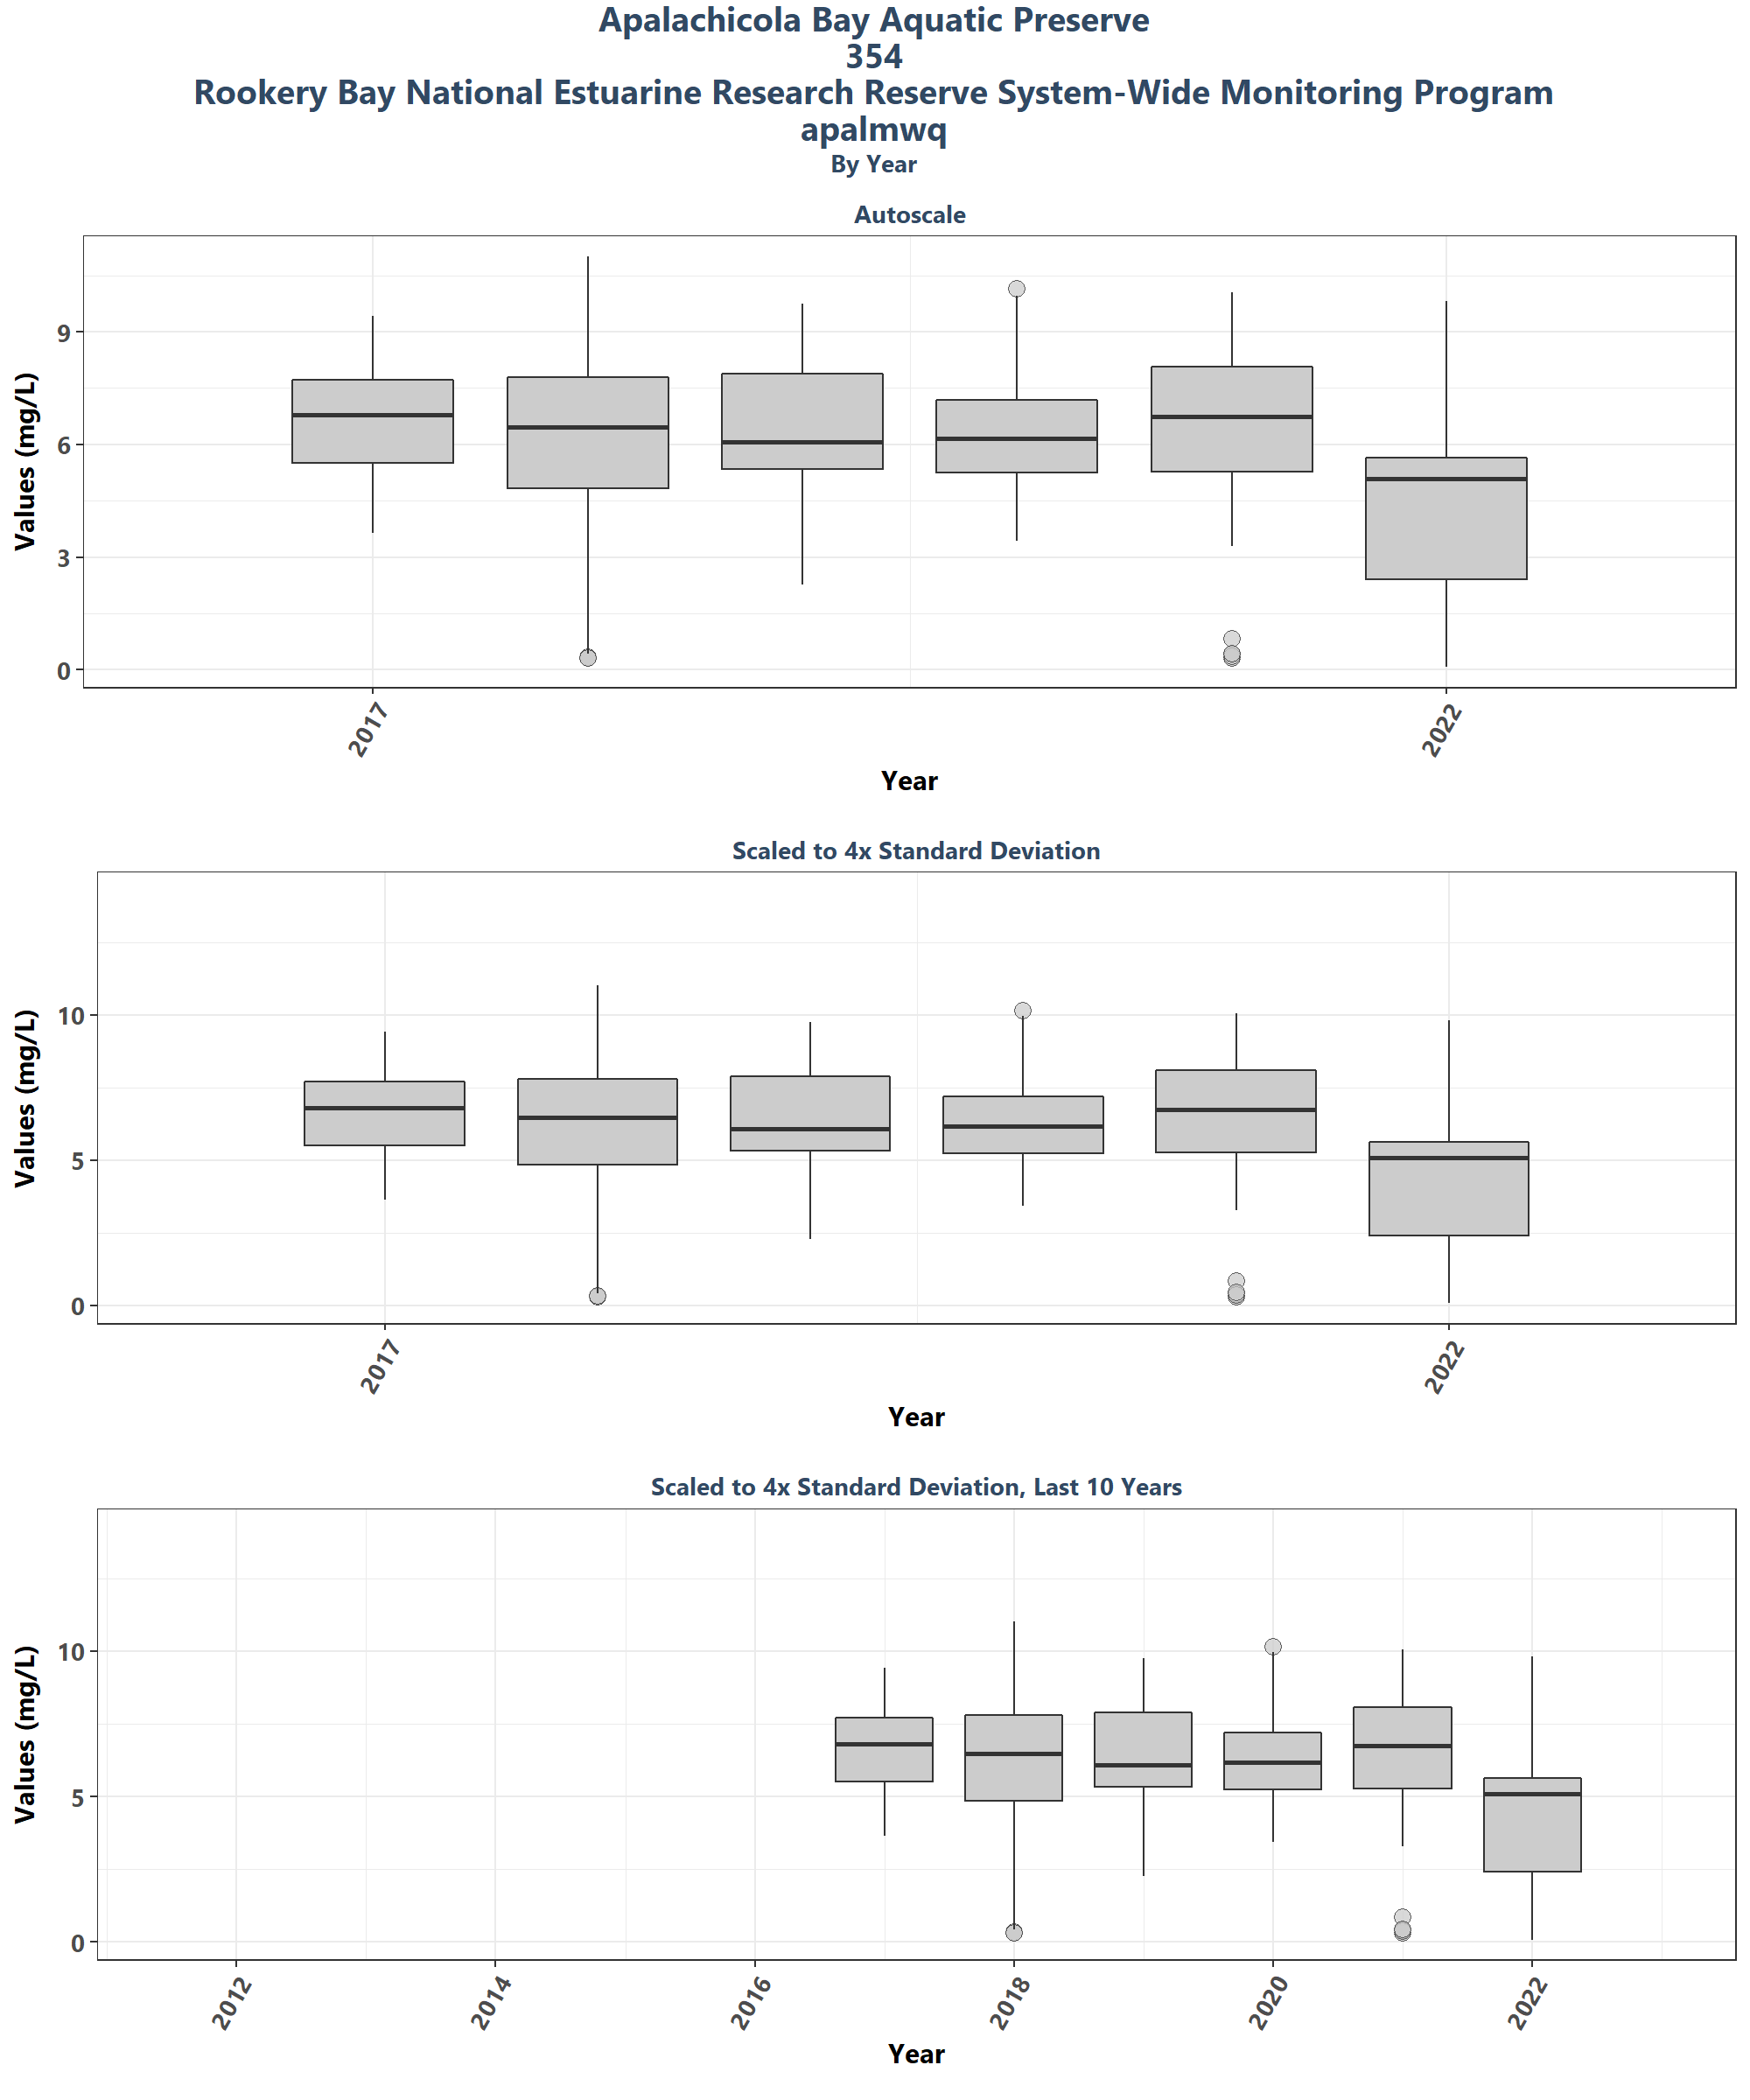 Apalachicola Bay Aquatic Preserve
354
Rookery Bay National Estuarine Research Reserve System-Wide Monitoring Program
apalmwq
By Year
Autoscale
Values (mg/L)
9
6
3
0
2017
2022
Year
Scaled to 4x Standard Deviation
Values (mg/L)
10
5
0
2017
2022
Year
Scaled to 4x Standard Deviation, Last 10 Years
Values (mg/L)
10
5
0
2012
2014
2016
2018
2020
2022
Year